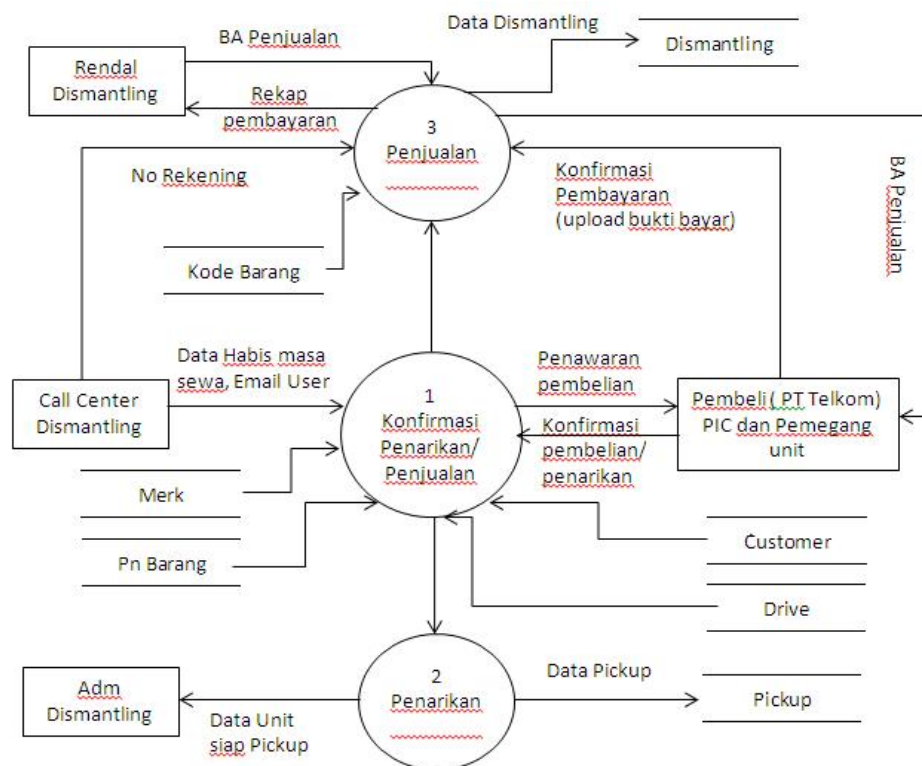 Data Dismantling
BA Penjualan
Dismantling
Rendal
Dismantling
Rekap
pembayaran
3
Penjualan
No Rekening
Konfirmasi
Pembayaran
(upload bukti bayar)
BA Penjualan
Kode Barang
Data Habis masa
sewa, Email User
Penawaran
pembelian
Call Center
Dismantling
1
Konfirmasi
Penarikan/
Penjualan
Pembeli ( PT Telkom)
PIC dan Pemegang
unit
Konfirmasi
pembelian/
penarikan
Merk
Pn Barang
Customer
Drive
2
Penarikan
Data Pickup
Adm
Dismantling
Data Unit
siap Pickup
Pickup